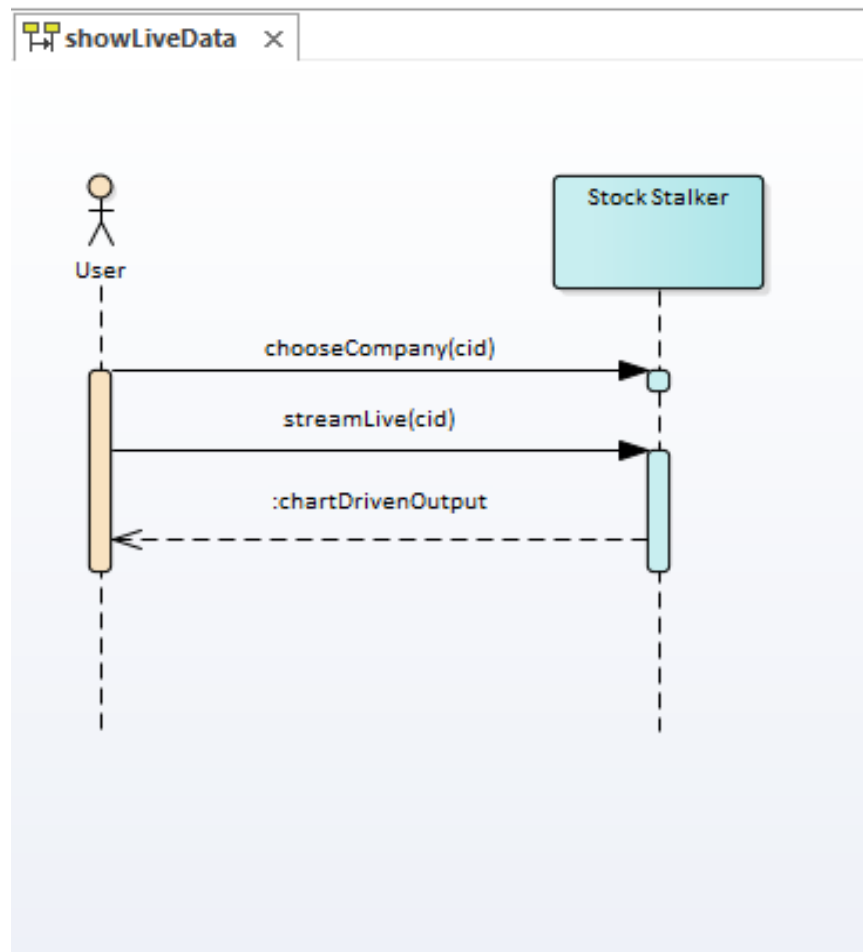 showLiveData
User
Stock Stalker
chooseCompany(cid)
streamLive(cid)
:chartDrivenOutput